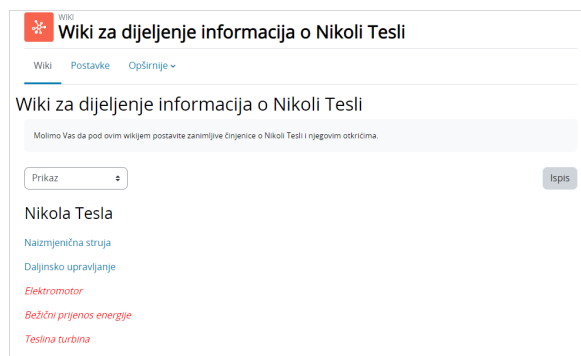 WIKI
Wiki za dijeljenje informacija o Nikoli Tesli
Wiki Postavke Opširnije
Wiki za dijeljenje informacija o Nikoli Tesli
Molimo Vas da pod ovim wikijem postavite zanimljive činjenice o Nikoli Tesli i njegovim otkrićima.
Prikaz Ispis
Nikola Tesla
Naizmjenična struja
Daljinsko upravljanje
Elektromotor
Bežični prijenos energije
Teslina turbina